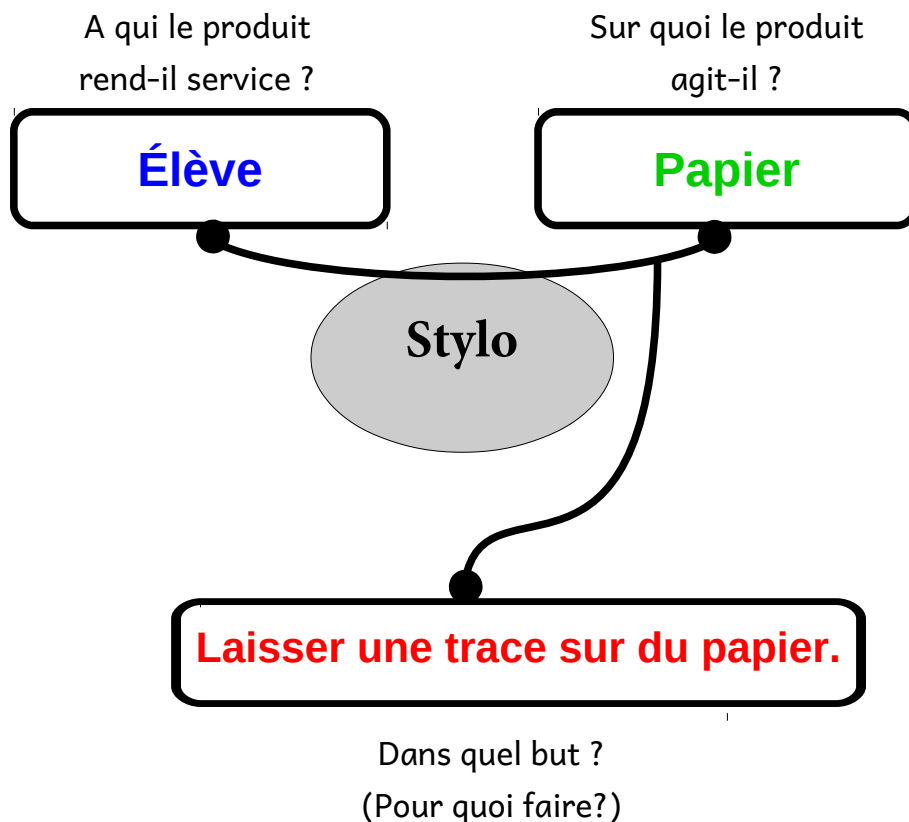 A qui le produit
rend-il service ?
Sur quoi le produit
agit-il ?
Élève
Papier
Stylo
Laisser une trace sur du papier.
Dans quel but ?
(Pour quoi faire?)